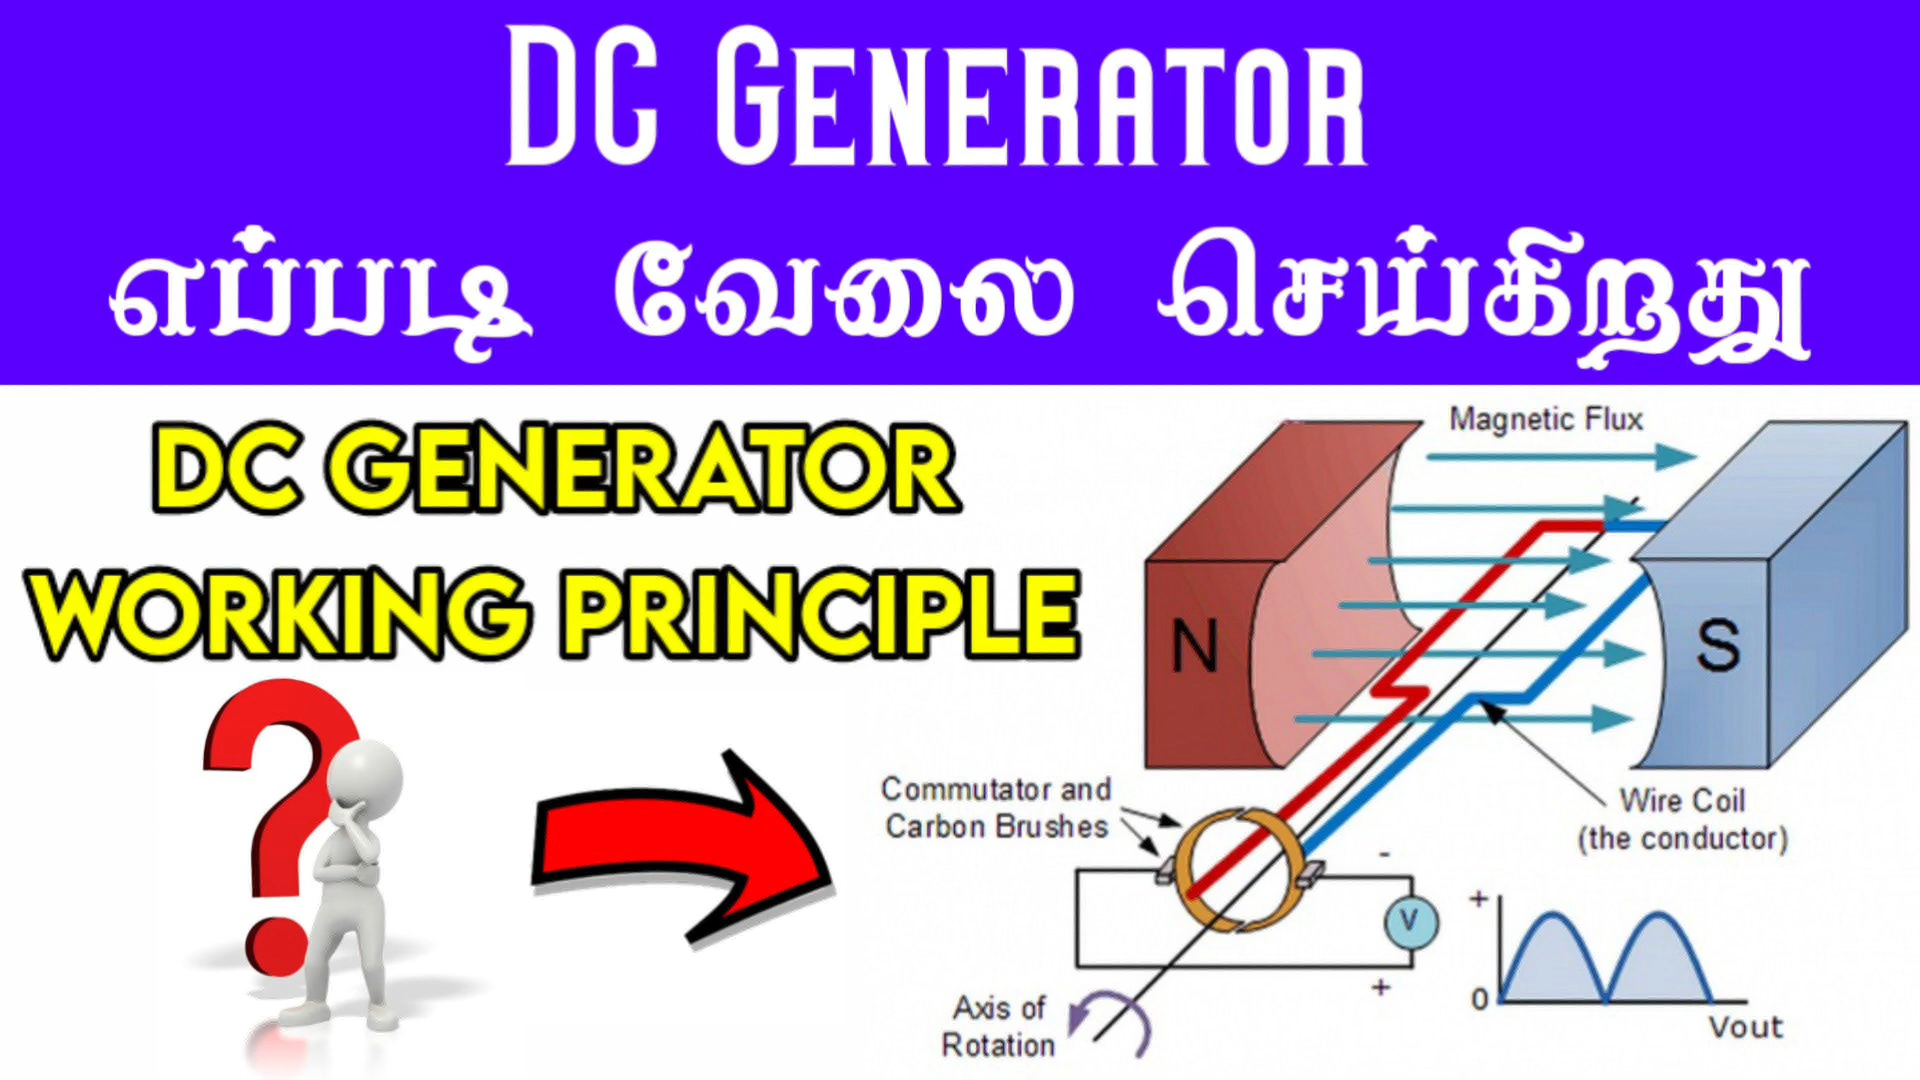 DC GENERATOR
எப்படி வேலை செய்கிறது
DC GENERATOR
WORKING PRINCIPLE
Magnetic Flux
N
S
Commutator and
Carbon Brushes
Wire Coil
(the conductor)
-
V
+
+
0
Vout
Axis of
Rotation